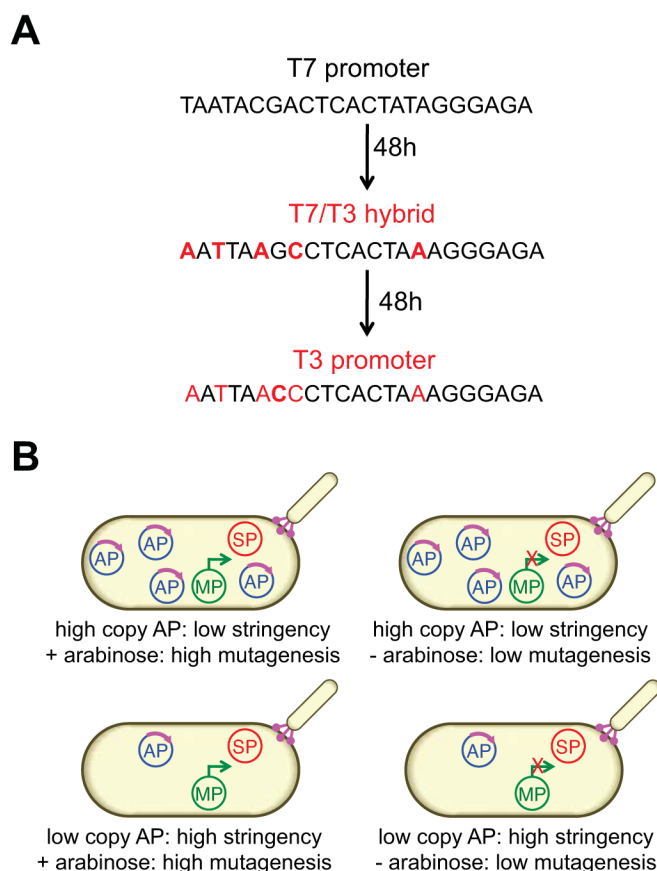 A
T7 promoter
TAATACGACTCACTATAGGGAGA
48h
T7/T3 hybrid
AATTAAGCCTCACTAAAGGGAGA
48h
T3 promoter
AATTAACCCTCACTAAAGGGAGA
B
AP AP AP AP MP SP
high copy AP: low stringency
+ arabinose: high mutagenesis
AP AP AP AP MP SP
high copy AP: low stringency
- arabinose: low mutagenesis
AP MP SP
low copy AP: high stringency
+ arabinose: high mutagenesis
AP MP SP
low copy AP: high stringency
- arabinose: low mutagenesis